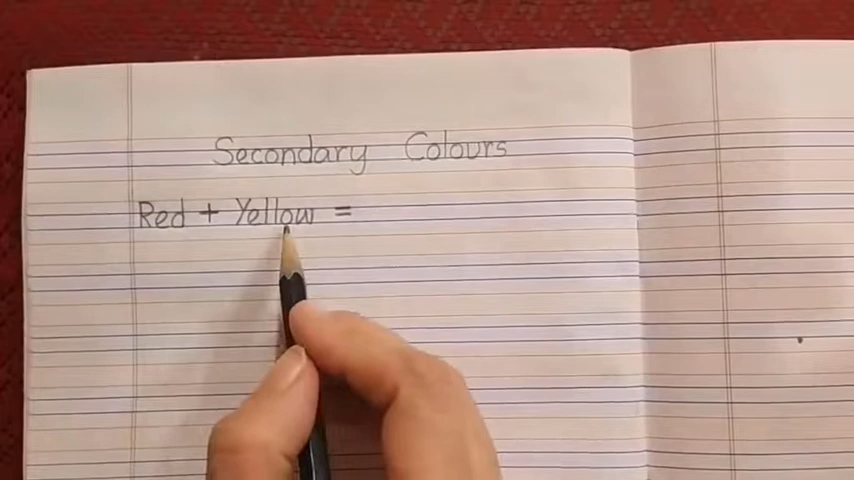 Secondary Colours
Red + Yellow =